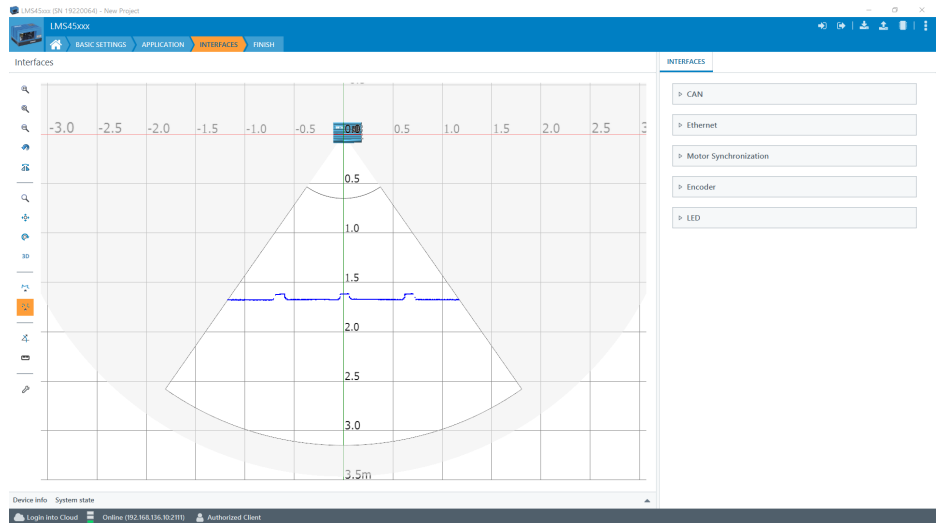 LMS45xxx (SN 19220064) - New Project
LMS45xxx
BASIC SETTINGS APPLICATION INTERFACES FINISH
Interfaces
INTERFACES
CAN
Ethernet
Motor Synchronization
Encoder
LED
-3.0 -2.5 -2.0 -1.5 -1.0 -0.5 0.5 1.0 1.5 2.0 2.5
0.5
1.0
1.5
2.0
2.5
3.0
3.5m
3D
Device info System state
Login into Cloud Online (192.168.136.10:2111) Authorized Client